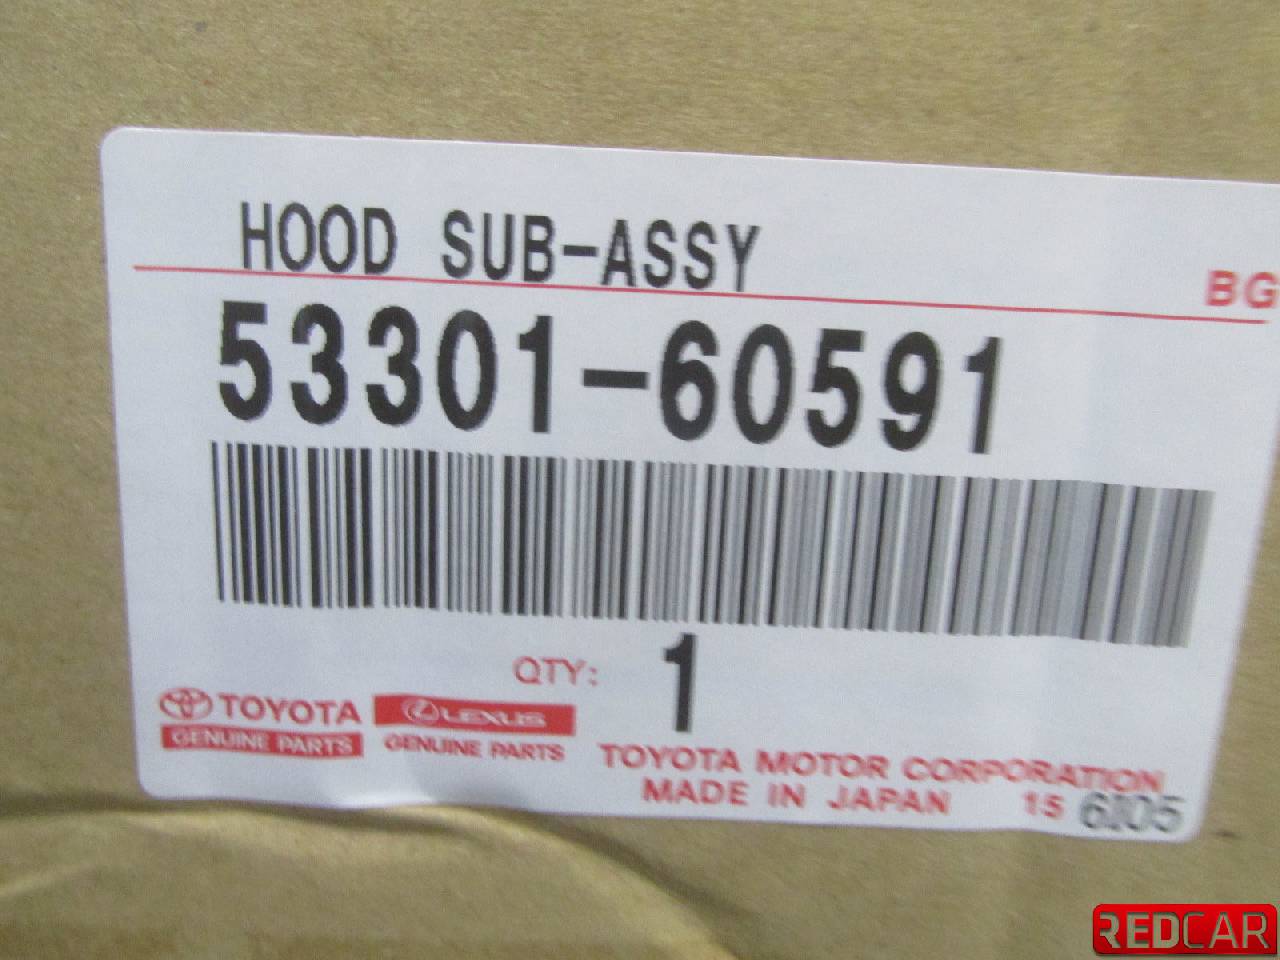 HOOD SUB-ASSY
BG
53301-60591
QTY: 1
TOYOTA LEXUS
GENUINE PARTS GENUINE PARTS
TOYOTA MOTOR CORPORATION
MADE IN JAPAN 15
REDCAR